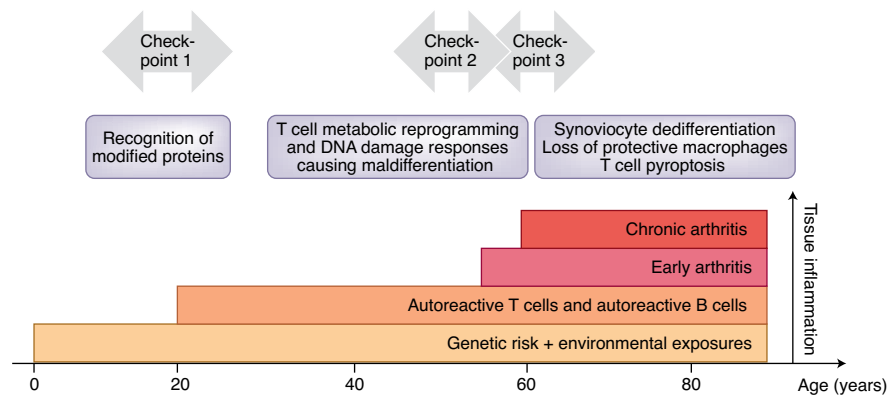 Check-
point 1
Check-
point 2
Check-
point 3
Recognition of
modified proteins
T cell metabolic reprogramming
and DNA damage responses
causing maldifferentiation
Synoviocyte dedifferentiation
Loss of protective macrophages
T cell pyroptosis
Chronic arthritis
Early arthritis
Autoreactive T cells and autoreactive B cells
Genetic risk + environmental exposures
Tissue inflammation
0
20
40
60
80
Age (years)